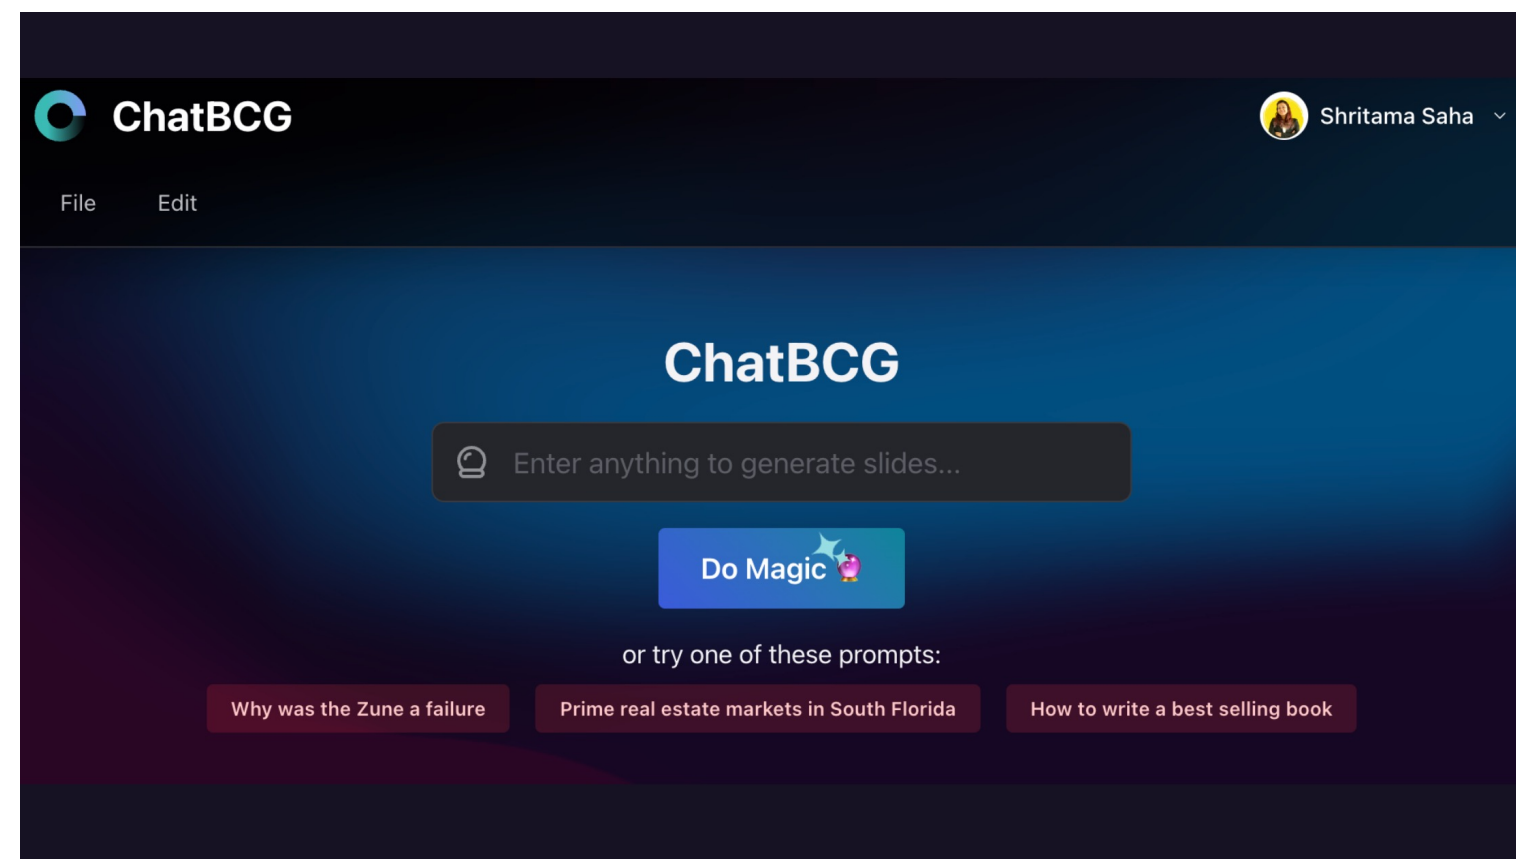 ChatBCG
Shritama Saha
File Edit
ChatBCG
Enter anything to generate slides...
Do Magic
or try one of these prompts:
Why was the Zune a failure
Prime real estate markets in South Florida
How to write a best selling book